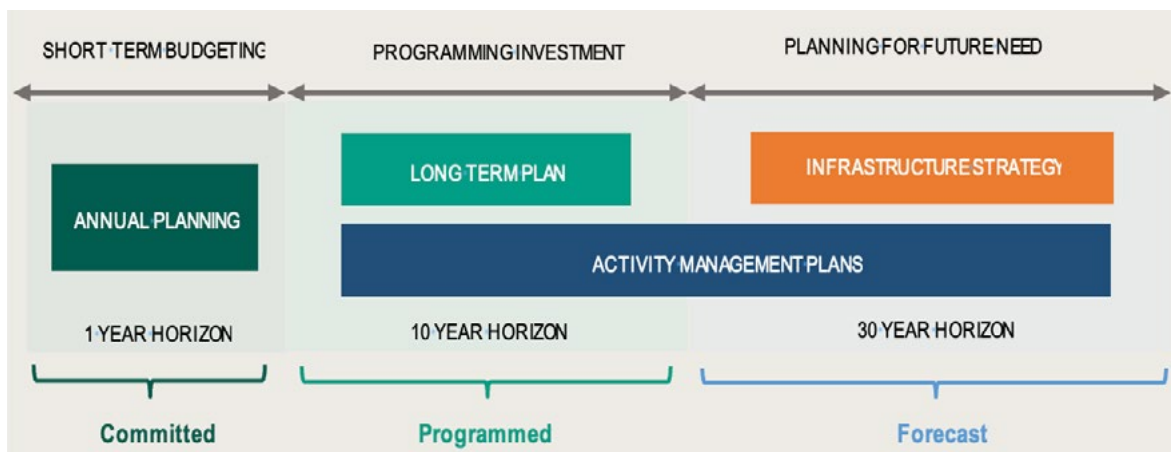 SHORT TERM BUDGETING
PROGRAMMING INVESTMENT
PLANNING FOR FUTURE NEED
ANNUAL PLANNING
LONG TERM PLAN
INFRASTRUCTURE STRATEGY
ACTIVITY MANAGEMENT PLANS
1 YEAR HORIZON
10 YEAR HORIZON
30 YEAR HORIZON
Committed
Programmed
Forecast